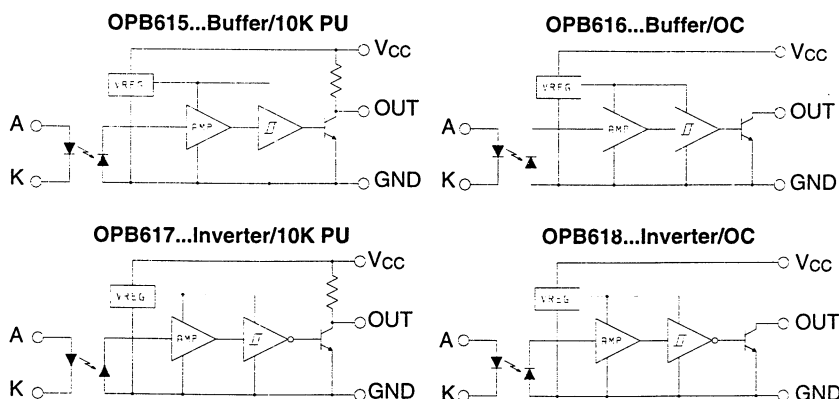 OPB615...Buffer/10K PU
VCC
VREG
OUT
A
AMP
K
GND
OPB616...Buffer/OC
VCC
VREG
OUT
A
AMP
K
GND
OPB617...Inverter/10K PU
VCC
VREG
OUT
A
AMP
K
GND
OPB618...Inverter/OC
VCC
VREG
OUT
A
AMP
K
GND